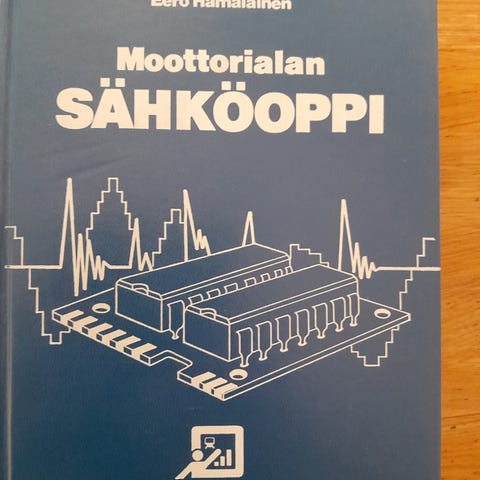 Eero Hämäläinen
Moottorialan
SÄHKÖOPPI